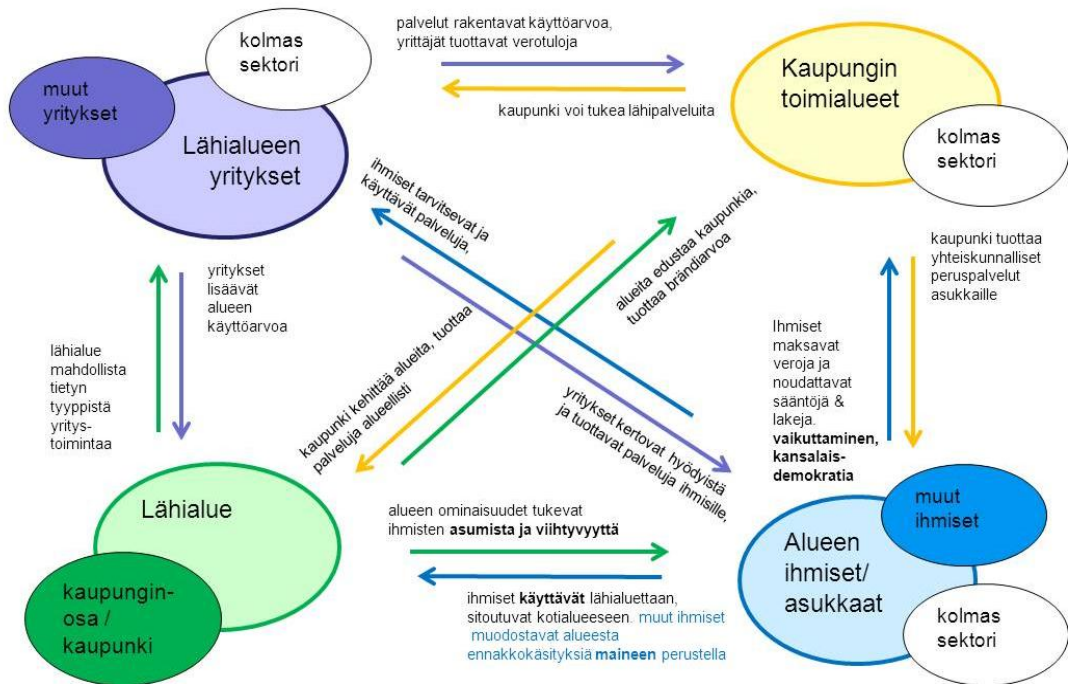 kolmas
sektori
muut
yritykset
Lähialueen
yritykset
palvelut rakentavat käyttöarvoa,
yrittäjät tuottavat verotuloja
kaupunki voi tukea lähipalveluita
Kaupungin
toimialueet
kolmas
sektori
ihmiset tarvitsevat ja
käyttävät palveluja,
alueita edustaa kaupunkia,
tuottaa brändiarvoa
yritykset
lisäävät
alueen
käyttöarvoa
lähialue
mahdollista
tietyn
tyyppistä
yritys-
toimintaa
kaupunki tuottaa
yhteiskunnalliset
peruspalvelut
asukkaille
Ihmiset
maksavat
veroja ja
noudattavat
sääntöjä &
lakeja.
vaikuttaminen,
kansalais-
demokratia
kaupunki kehittää alueita, tuottaa
palveluja alueellisti
yritykset kertovat hyödyistä
ja tuottavat palveluja ihmisille,
Lähialue
kaupungin-
osa /
kaupunki
alueen ominaisuudet tukevat
ihmisten asumista ja viihtyvyyttä
ihmiset käyttävät lähialuettaan,
sitoutuvat kotialueeseen. muut ihmiset
muodostavat alueesta
ennakkokäsityksiä maineen perustella
muut
ihmiset
Alueen
ihmiset/
asukkaat
kolmas
sektori